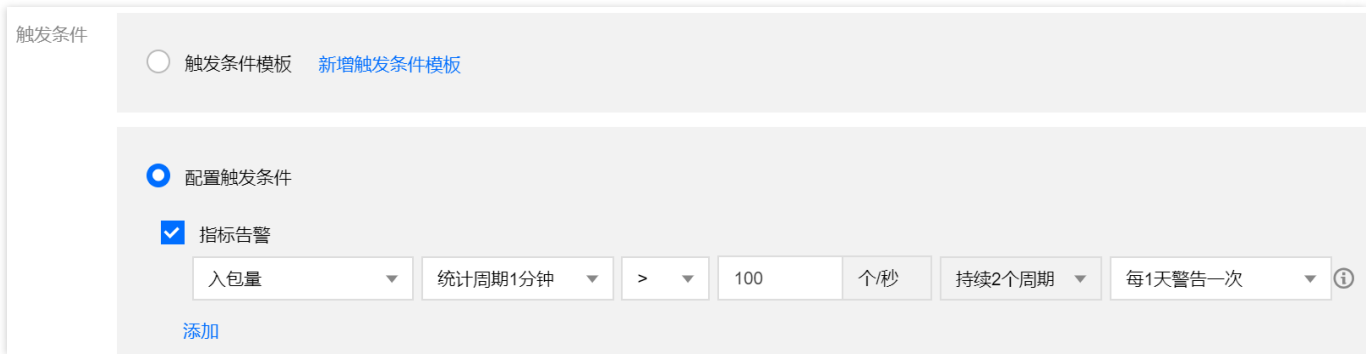 触发条件
触发条件模板 新增触发条件模板
配置触发条件
指标告警
入包量 统计周期1分钟 > 100 个/秒 持续2个周期 每1天警告一次
添加